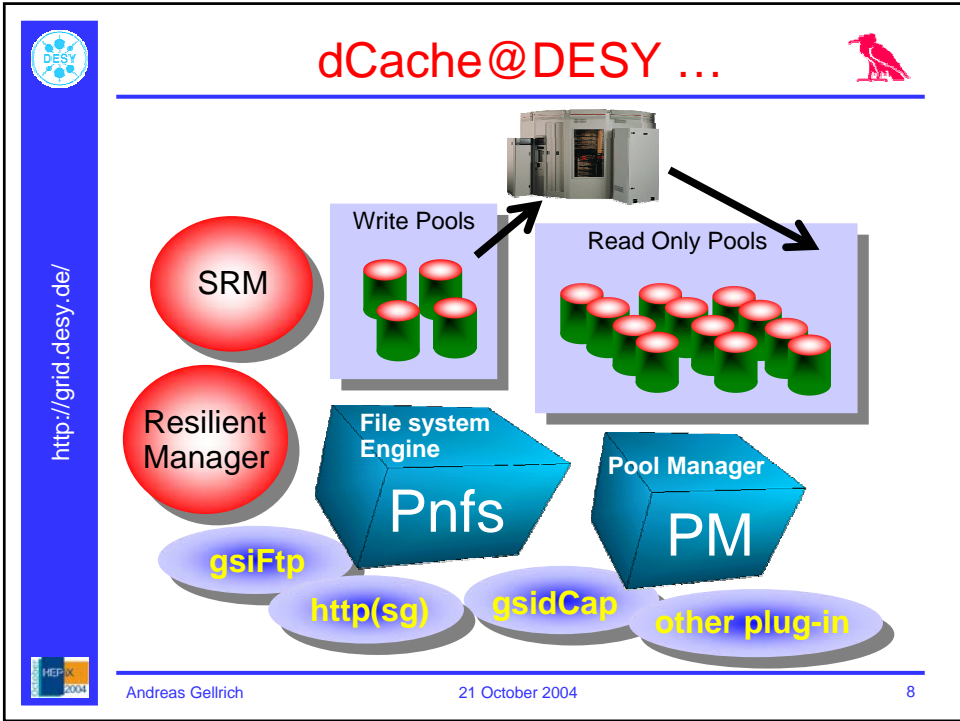 DESY
dCache@DESY …
http://grid.desy.de/
Write Pools
Read Only Pools
SRM
Resilient
Manager
File system
Engine
Pnfs
Pool Manager
PM
gsiFtp
http(sg)
gsidCap
other plug-in
October
HEPiX
2004
Andreas Gellrich
21 October 2004
8